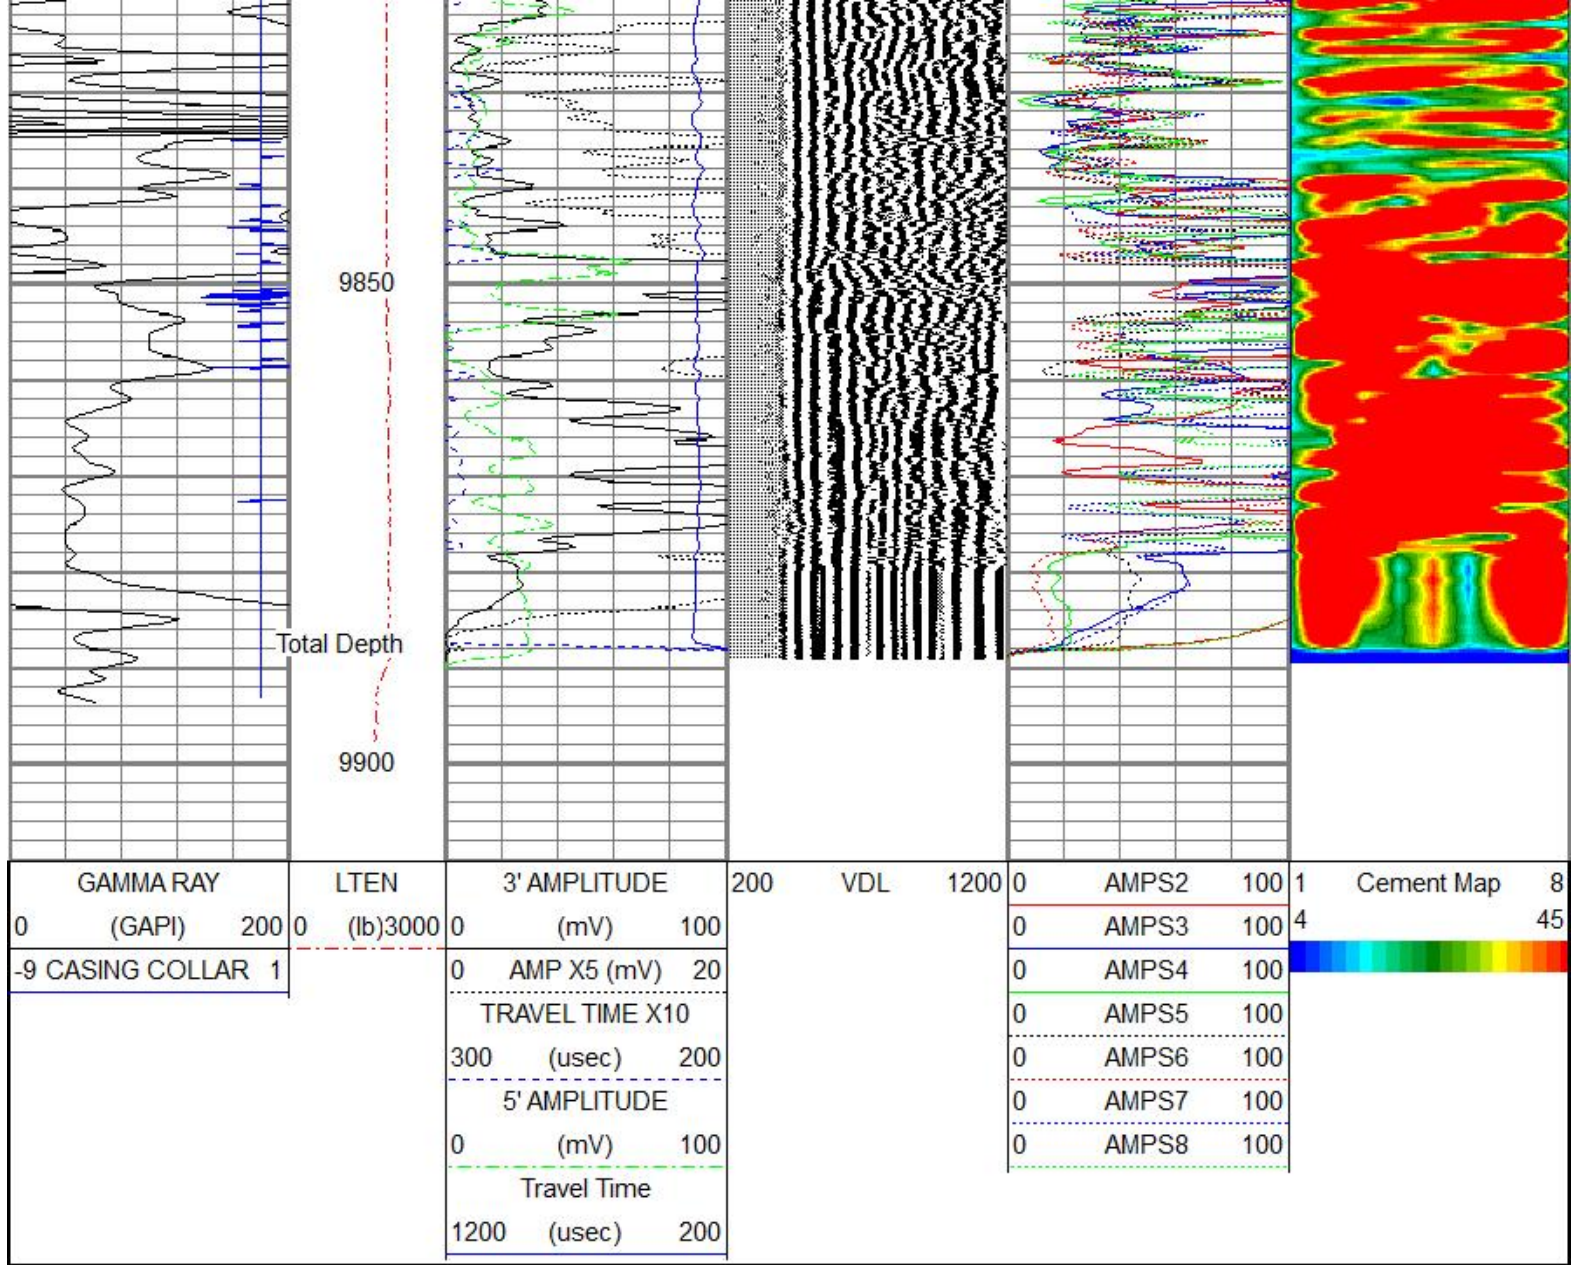 9850
Total Depth
9900
GAMMA RAY
0 (GAPI) 200
-9 CASING COLLAR 1
LTEN
0 (lb)3000
3' AMPLITUDE
0 (mV) 100
0 AMP X5 (mV) 20
TRAVEL TIME X10
300 (usec) 200
5' AMPLITUDE
0 (mV) 100
Travel Time
1200 (usec) 200
200 VDL 1200
0 AMPS2 100
0 AMPS3 100
0 AMPS4 100
0 AMPS5 100
0 AMPS6 100
0 AMPS7 100
0 AMPS8 100
1 Cement Map 8
4 45